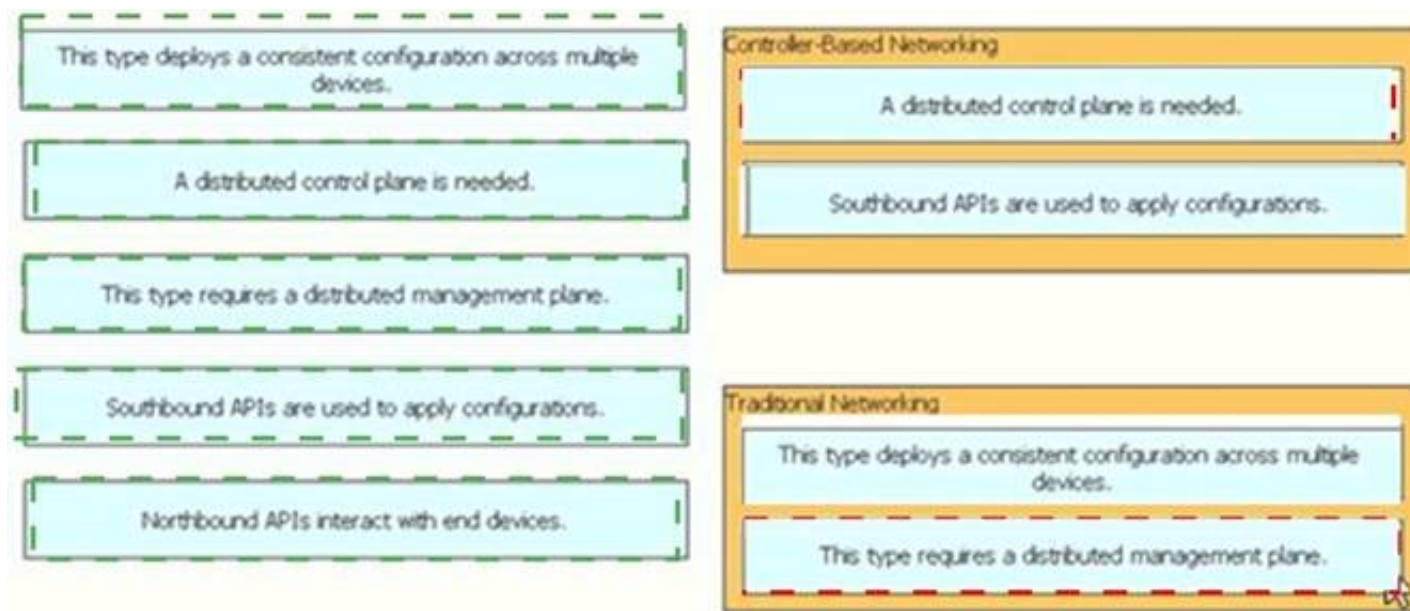 This type deploys a consistent configuration across multiple
devices.
A distributed control plane is needed.
This type requires a distributed management plane.
Southbound APIs are used to apply configurations.
Northbound APIs interact with end devices.
Controller-Based Networking
A distributed control plane is needed.
Southbound APIs are used to apply configurations.
Traditional Networking
This type deploys a consistent configuration across multiple
devices.
This type requires a distributed management plane.